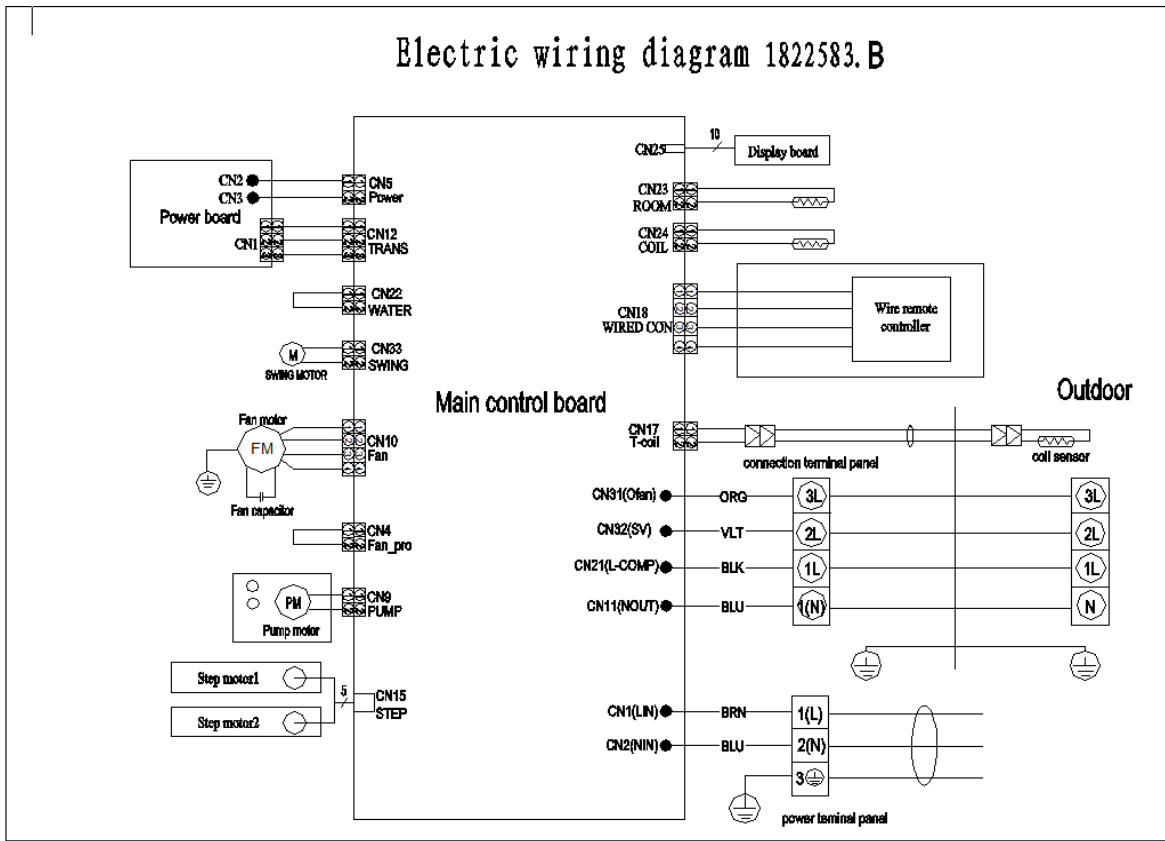 Electric wiring diagram 1822583.B
CN25
10
Display board
CN2
CN3
Power board
CN1
CN5
Power
CN12
TRANS
CN23
ROOM
CN24
COIL
CN22
WATER
CN18
WIRED CON
Wire remote
controller
M
SWING MOTOR
CN33
SWING
Main control board
Outdoor
Fan motor
FM
Fan capacitor
CN10
Fan
CN17
T-coil
connection terminal panel
coil sensor
CN31(Ofan)
ORG
3L
3L
CN4
Fan_pro
CN32(SV)
VLT
2L
2L
CN21(L-COMP)
BLK
1L
1L
PM
Pump motor
CN9
PUMP
CN11(NOUT)
BLU
1(N)
N
Step motor1
Step motor2
5
CN15
STEP
CN1(LIN)
BRN
1(L)
CN2(NIN)
BLU
2(N)
3
power teminal panel